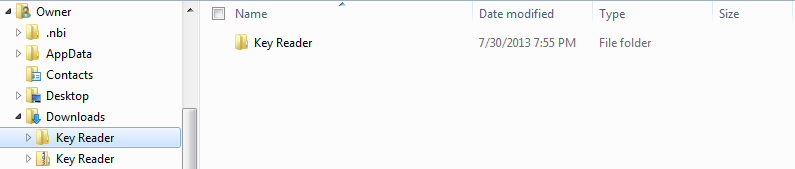 Owner
.nbi
AppData
Contacts
Desktop
Downloads
Key Reader
Key Reader
Name Date modified Type Size
Key Reader 7/30/2013 7:55 PM File folder